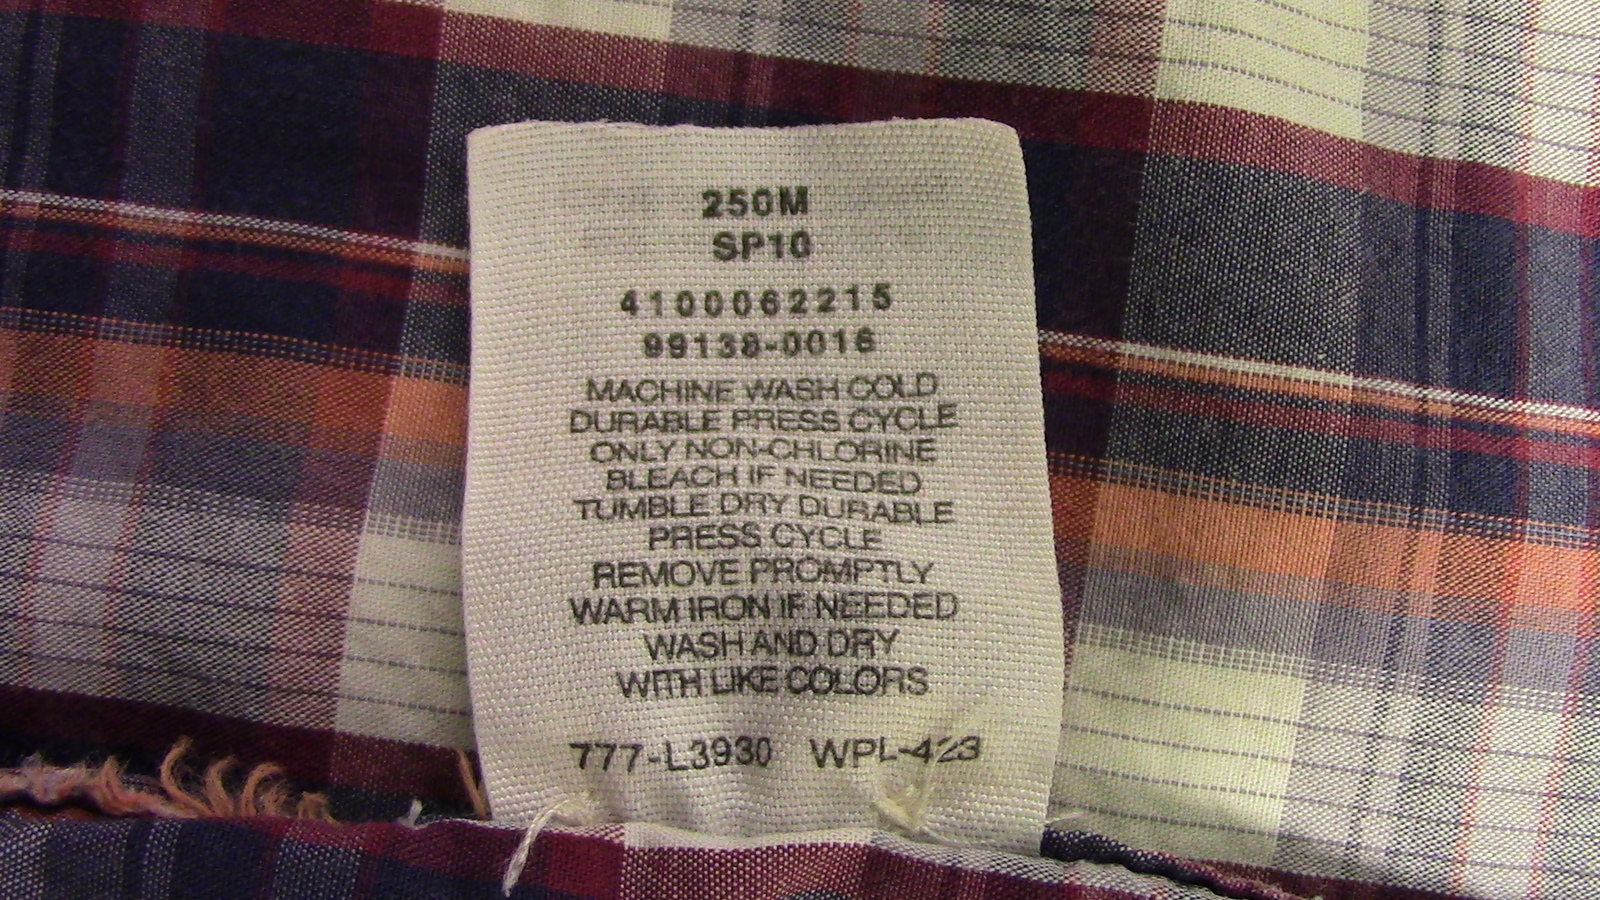 250M
SP10
4100062215
99138-0016
MACHINE WASH COLD
DURABLE PRESS CYCLE
ONLY NON-CHLORINE
BLEACH IF NEEDED
TUMBLE DRY DURABLE
PRESS CYCLE
REMOVE PROMPTLY
WARM IRON IF NEEDED
WASH AND DRY
WITH LIKE COLORS
777-L3930 WPL-423